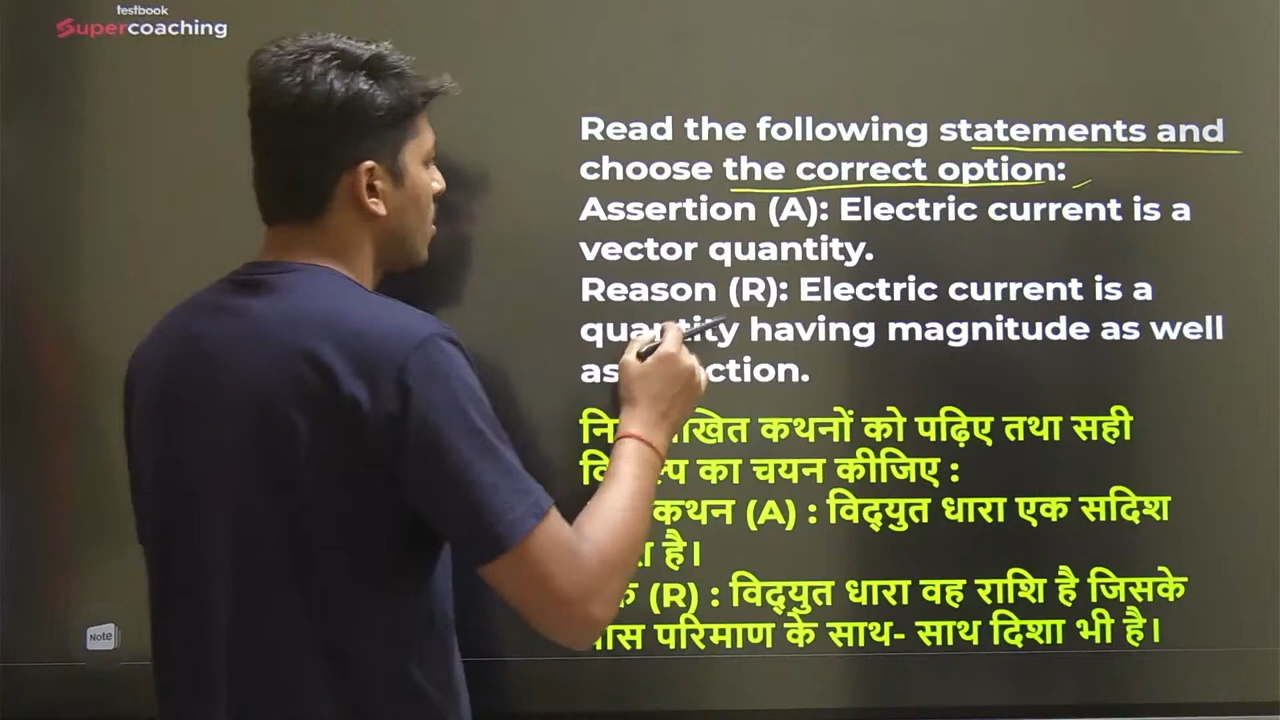 testbook
Supercoaching
Read the following statements and
choose the correct option:
Assertion (A): Electric current is a
vector quantity.
Reason (R): Electric current is a
quantity having magnitude as well
as
कथनों को पढ़िए तथा सही
का चयन कीजिए :
कथन (A) : विद्युत धारा एक सदिश
है।
(R) : विद्युत धारा वह राशि है जिसके
परिमाण के साथ- साथ दिशा भी है।
Note